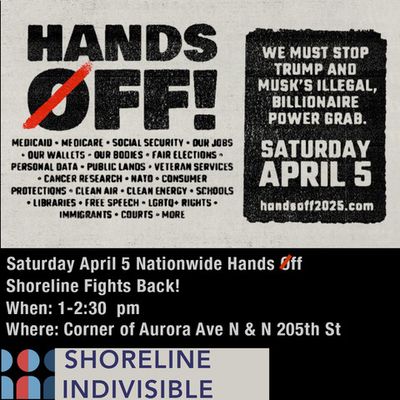 HANDS
ØFF!
MEDICAID • MEDICARE • SOCIAL SECURITY • OUR JOBS
• OUR WALLETS • OUR BODIES • FAIR ELECTIONS •
PERSONAL DATA • PUBLIC LANDS • VETERAN SERVICES
• CANCER RESEARCH • NATO • CONSUMER
PROTECTIONS • CLEAN AIR • CLEAN ENERGY • SCHOOLS
• LIBRARIES • FREE SPEECH • LGBTQ+ RIGHTS •
IMMIGRANTS • COURTS • MORE
WE MUST STOP
TRUMP AND
MUSK'S ILLEGAL,
BILLIONAIRE
POWER GRAB.
SATURDAY
APRIL 5
handsoff2025.com
Saturday April 5 Nationwide Hands Øff
Shoreline Fights Back!
When: 1-2:30 pm
Where: Corner of Aurora Ave N & N 205th St
SHORELINE
INDIVISIBLE